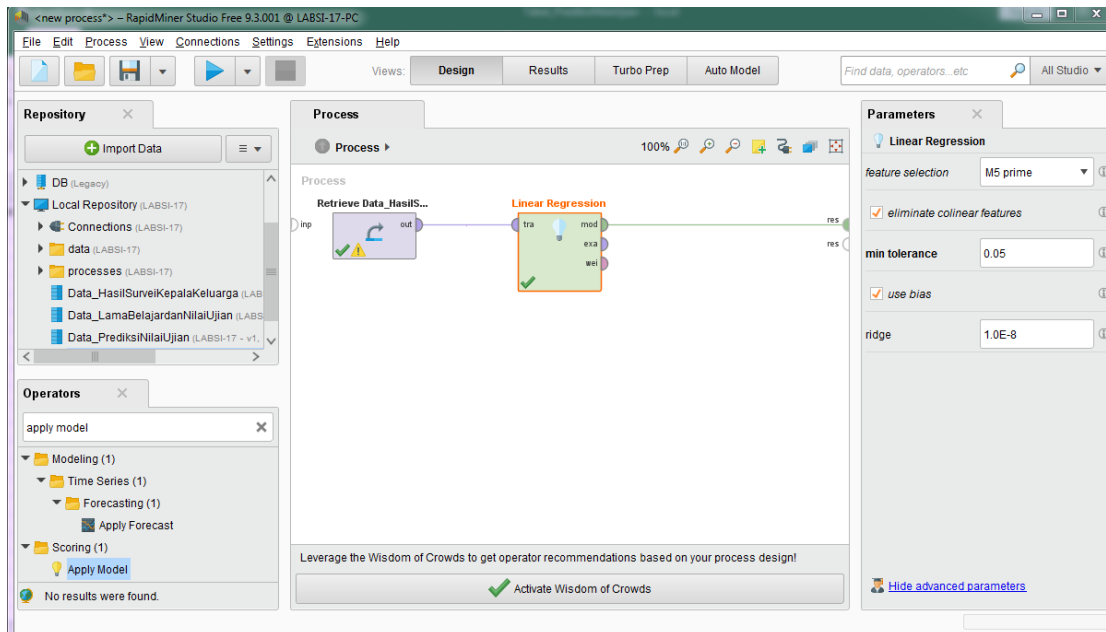 <new process*> – RapidMiner Studio Free 9.3.001 @ LABSI-17-PC
File Edit Process View Connections Settings Extensions Help
Views: Design Results Turbo Prep Auto Model Find data, operators...etc All Studio
Repository
Import Data
DB (Legacy)
Local Repository (LABSI-17)
Connections (LABSI-17)
data (LABSI-17)
processes (LABSI-17)
Data_HasilSurveiKepalaKeluarga (LAB
Data_LamaBelajardanNilaiUjian (LABS
Data_PrediksiNilaiUjian (LABSI-17 - v1,
Operators
apply model
Modeling (1)
Time Series (1)
Forecasting (1)
Apply Forecast
Scoring (1)
Apply Model
No results were found.
Process
Process
100%
Process
Retrieve Data_HasilS...
inp
out
Linear Regression
tra
mod
exa
wei
res
res
Leverage the Wisdom of Crowds to get operator recommendations based on your process design!
Activate Wisdom of Crowds
Parameters
Linear Regression
feature selection M5 prime
eliminate colinear features
min tolerance 0.05
use bias
ridge 1.0E-8
Hide advanced parameters